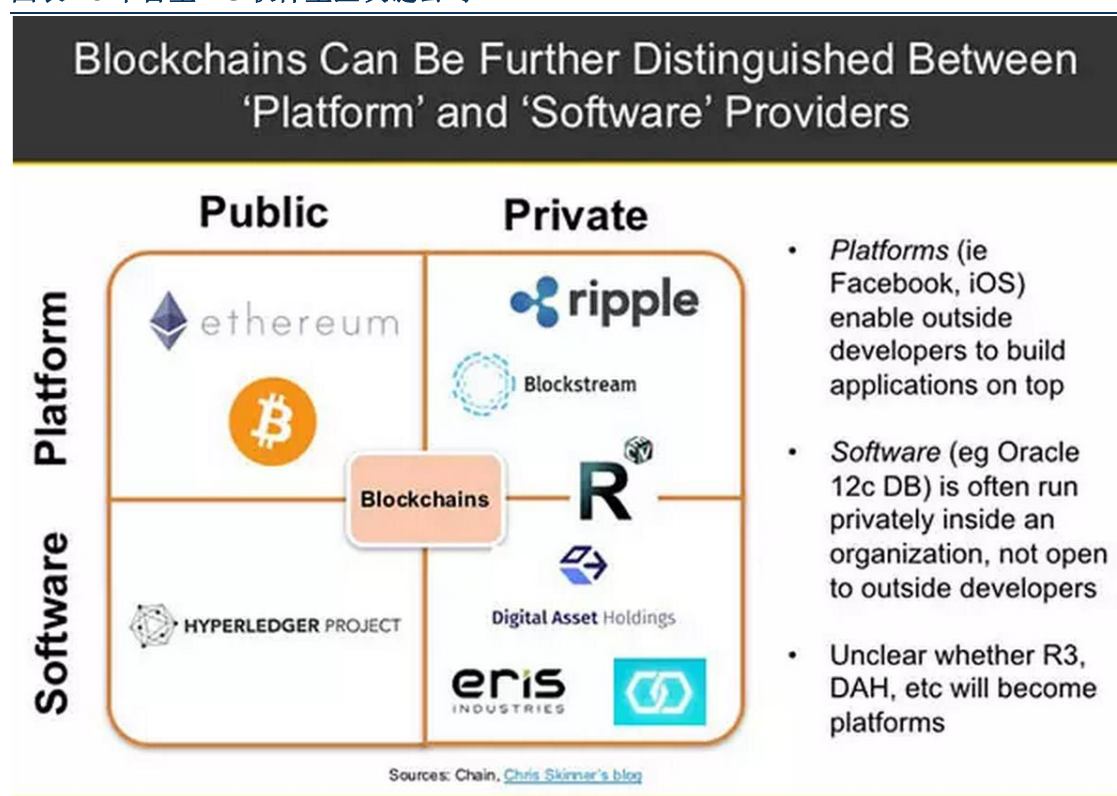 Blockchains Can Be Further Distinguished Between
‘Platform’ and ‘Software’ Providers
Public
Private
Platform
Software
ethereum
ripple
Blockstream
Blockchains
R
CEV
HYPERLEDGER PROJECT
Digital Asset Holdings
eris
INDUSTRIES
• Platforms (ie
Facebook, iOS)
enable outside
developers to build
applications on top
• Software (eg Oracle
12c DB) is often run
privately inside an
organization, not open
to outside developers
• Unclear whether R3,
DAH, etc will become
platforms
Sources: Chain, Chris Skinner's blog